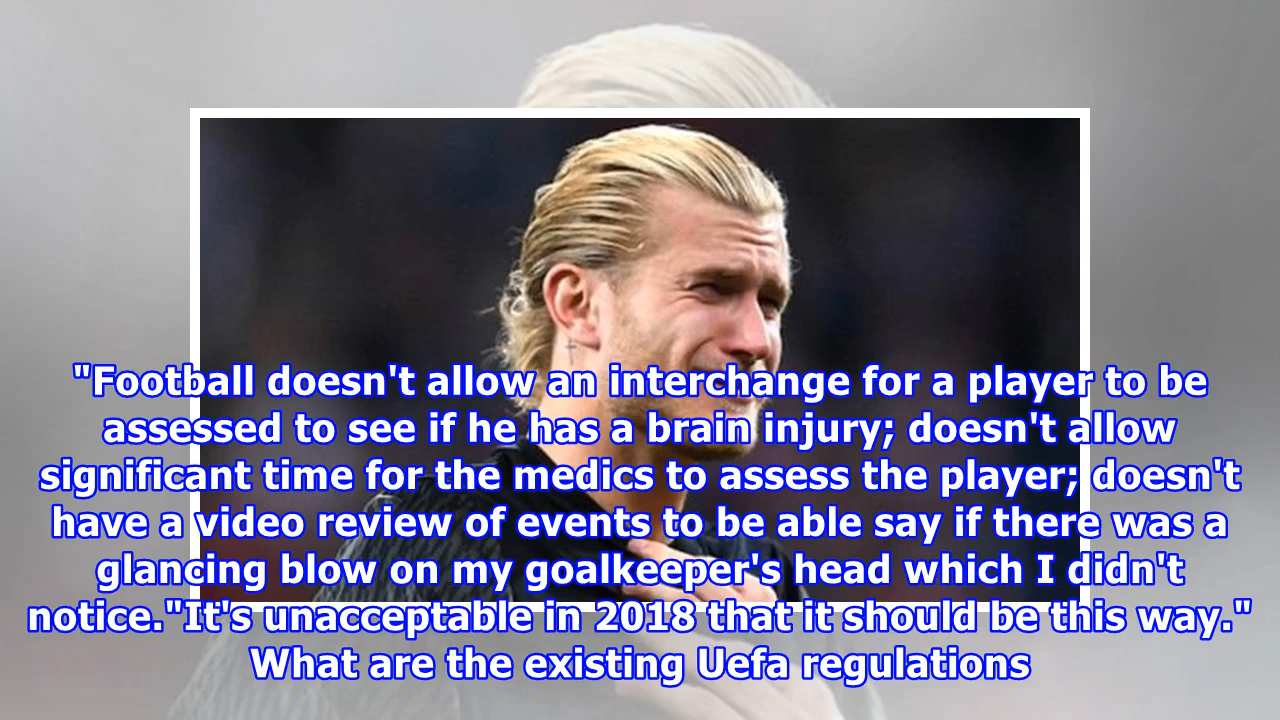 "Football doesn't allow an interchange for a player to be
assessed to see if he has a brain injury; doesn't allow
significant time for the medics to assess the player; doesn't
have a video review of events to be able say if there was a
glancing blow on my goalkeeper's head which I didn't
notice."It's unacceptable in 2018 that it should be this way."
What are the existing Uefa regulations